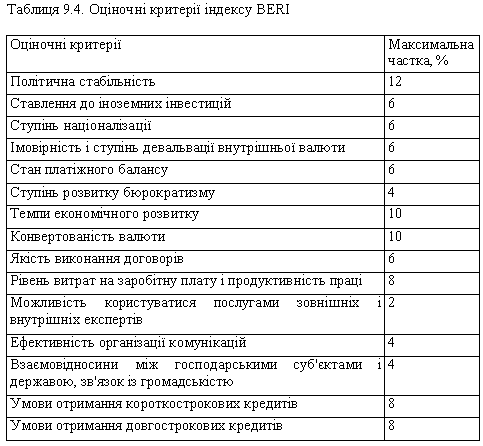 Таблиця 9.4. Оціночні критерії індексу BERI
Оціночні критерії
Максимальна
частка, %
Політична стабільність 12
Ставлення до іноземних інвестицій 6
Ступінь націоналізації 6
Імовірність і ступінь девальвації внутрішньої валюти 6
Стан платіжного балансу 6
Ступінь розвитку бюрократизму 4
Темпи економічного розвитку 10
Конвертованість валюти 10
Якість виконання договорів 6
Рівень витрат на заробітну плату і продуктивність праці 8
Можливість користуватися послугами зовнішніх і 2
внутрішніх експертів
Ефективність організації комунікацій 4
Взаємовідносини між господарськими суб'єктами і 4
державою, зв'язок із громадськістю
Умови отримання короткострокових кредитів 8
Умови отримання довгострокових кредитів 8